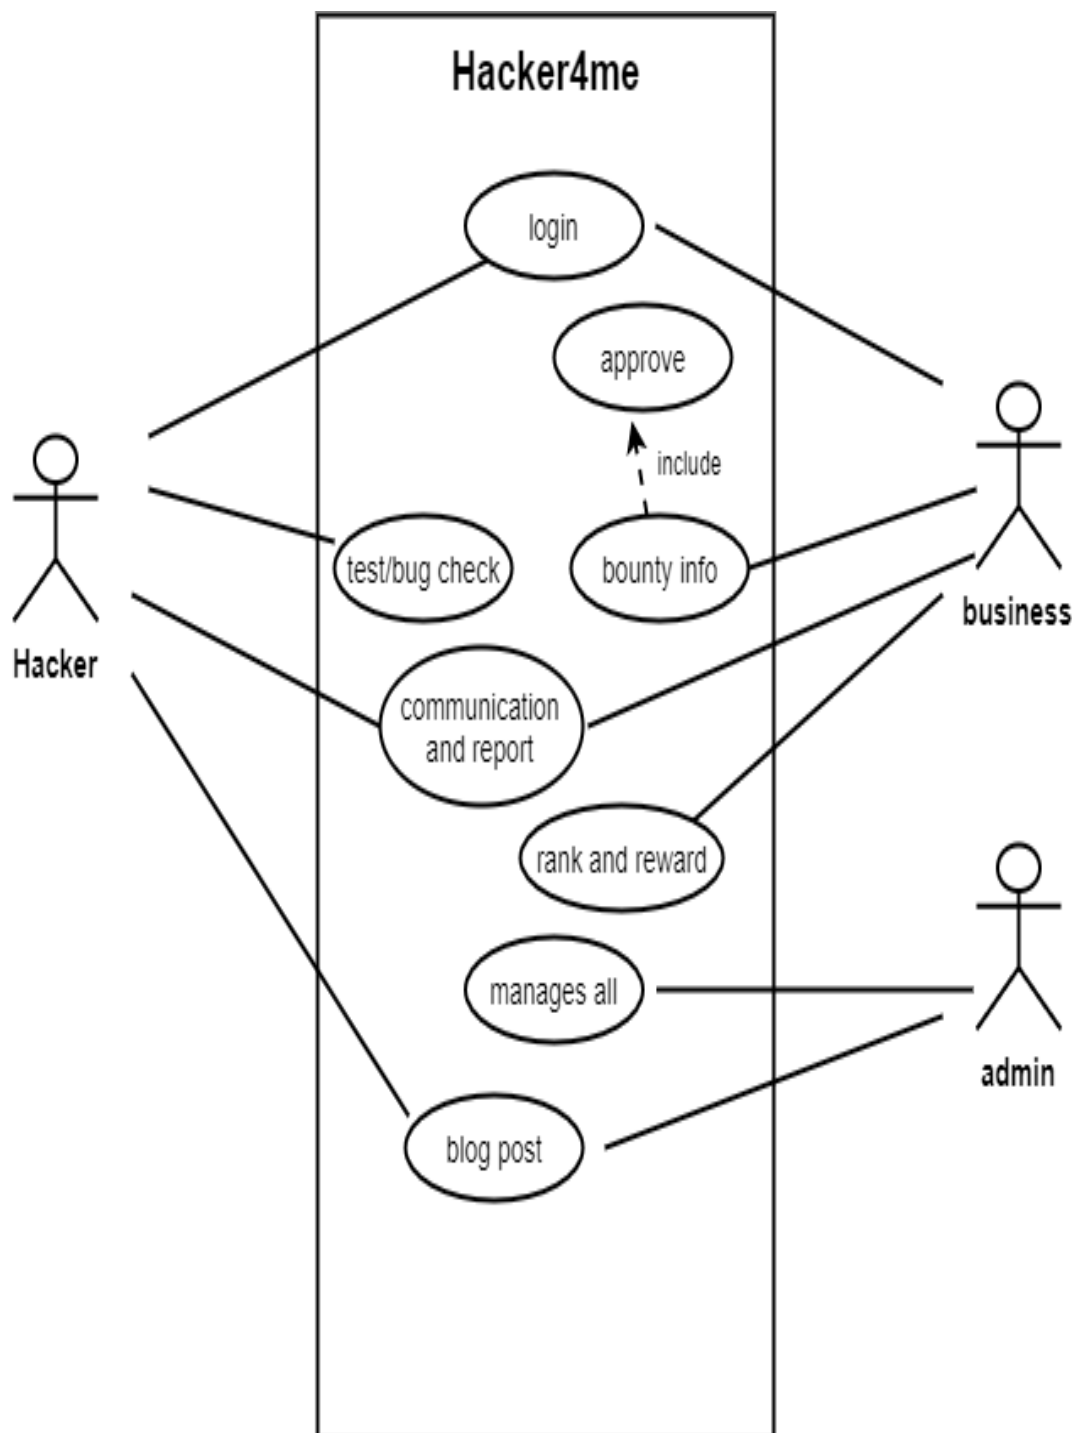 Hacker4me
login
approve
include
test/bug check
bounty info
business
Hacker
communication
and report
rank and reward
manages all
admin
blog post